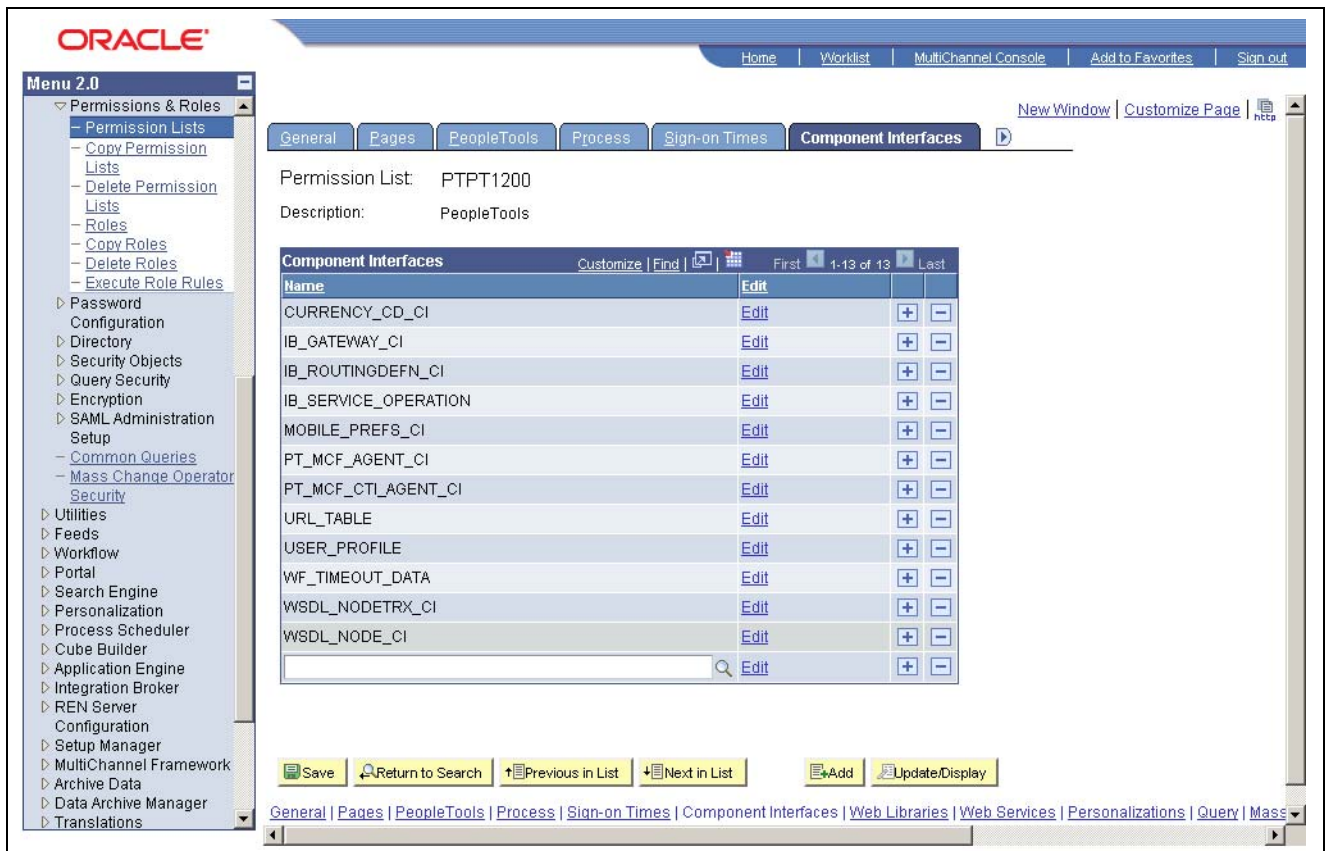 ORACLE'
Home | Worklist | MultiChannel Console | Add to Favorites | Sign out
Menu 2.0
Permissions & Roles
– Permission Lists
– Copy Permission
Lists
– Delete Permission
Lists
– Roles
– Copy Roles
– Delete Roles
– Execute Role Rules
Password
Configuration
Directory
Security Objects
Query Security
Encryption
SAML Administration
Setup
– Common Queries
– Mass Change Operator
Security
Utilities
Feeds
Workflow
Portal
Search Engine
Personalization
Process Scheduler
Cube Builder
Application Engine
Integration Broker
REN Server
Configuration
Setup Manager
MultiChannel Framework
Archive Data
Data Archive Manager
Translations
New Window | Customize Page | http
General Pages PeopleTools Process Sign-on Times Component Interfaces
Permission List: PTPT1200
Description: PeopleTools
Component Interfaces Customize | Find | First 1-13 of 13 Last
Name Edit
CURRENCY_CD_CI Edit
IB_GATEWAY_CI Edit
IB_ROUTINGDEFN_CI Edit
IB_SERVICE_OPERATION Edit
MOBILE_PREFS_CI Edit
PT_MCF_AGENT_CI Edit
PT_MCF_CTI_AGENT_CI Edit
URL_TABLE Edit
USER_PROFILE Edit
WF_TIMEOUT_DATA Edit
WSDL_NODETRX_CI Edit
WSDL_NODE_CI Edit
Edit
Save Return to Search Previous in List Next in List Add Update/Display
General | Pages | PeopleTools | Process | Sign-on Times | Component Interfaces | Web Libraries | Web Services | Personalizations | Query | Mass